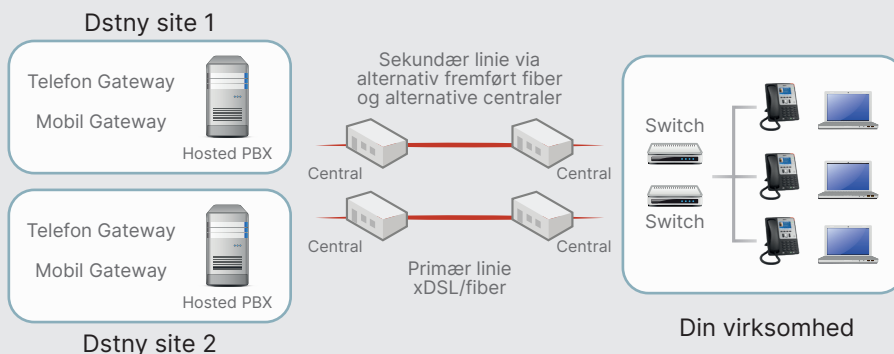 Dstny site 1
Telefon Gateway
Mobil Gateway
Hosted PBX
Sekundær linie via
alternativ fremført fiber
og alternative centraler
Central
Central
Switch
Switch
Telefon Gateway
Mobil Gateway
Hosted PBX
Central
Central
Primær linie
xDSL/fiber
Dstny site 2
Din virksomhed